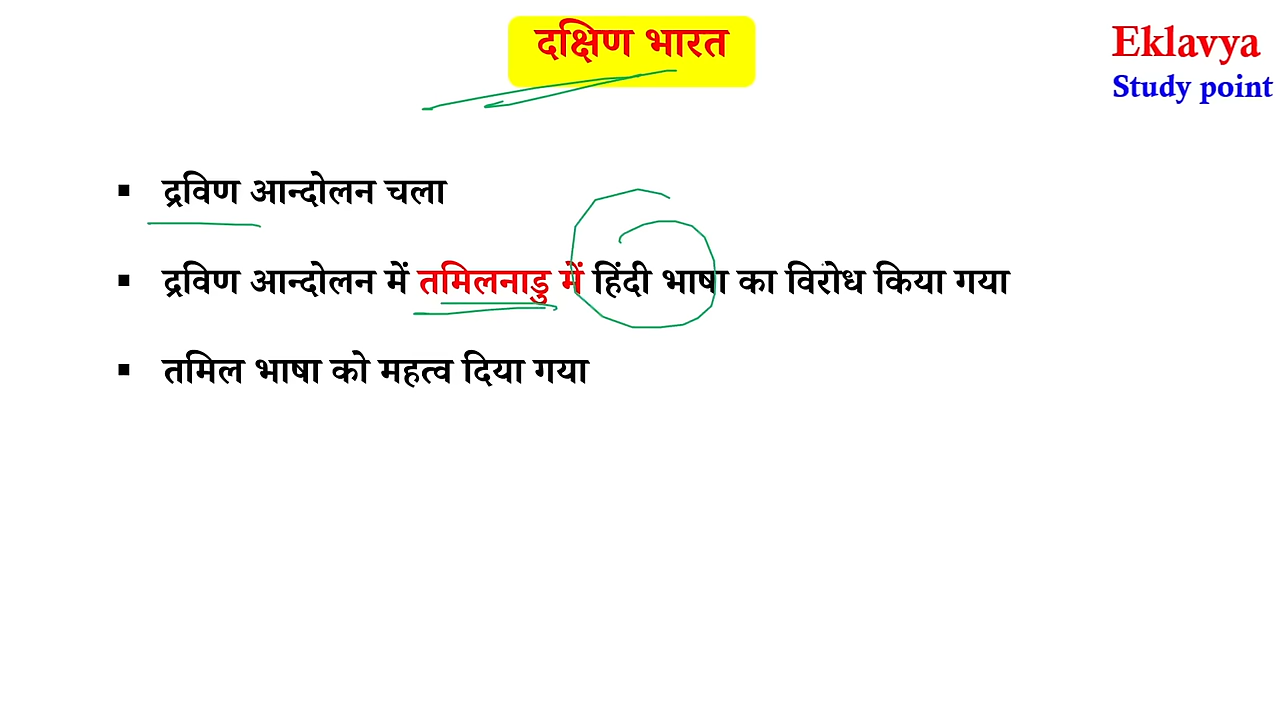 दक्षिण भारत
Eklavya
Study point
▪ द्रविण आन्दोलन चला
▪ द्रविण आन्दोलन में तमिलनाडु में हिंदी भाषा का विरोध किया गया
▪ तमिल भाषा को महत्व दिया गया